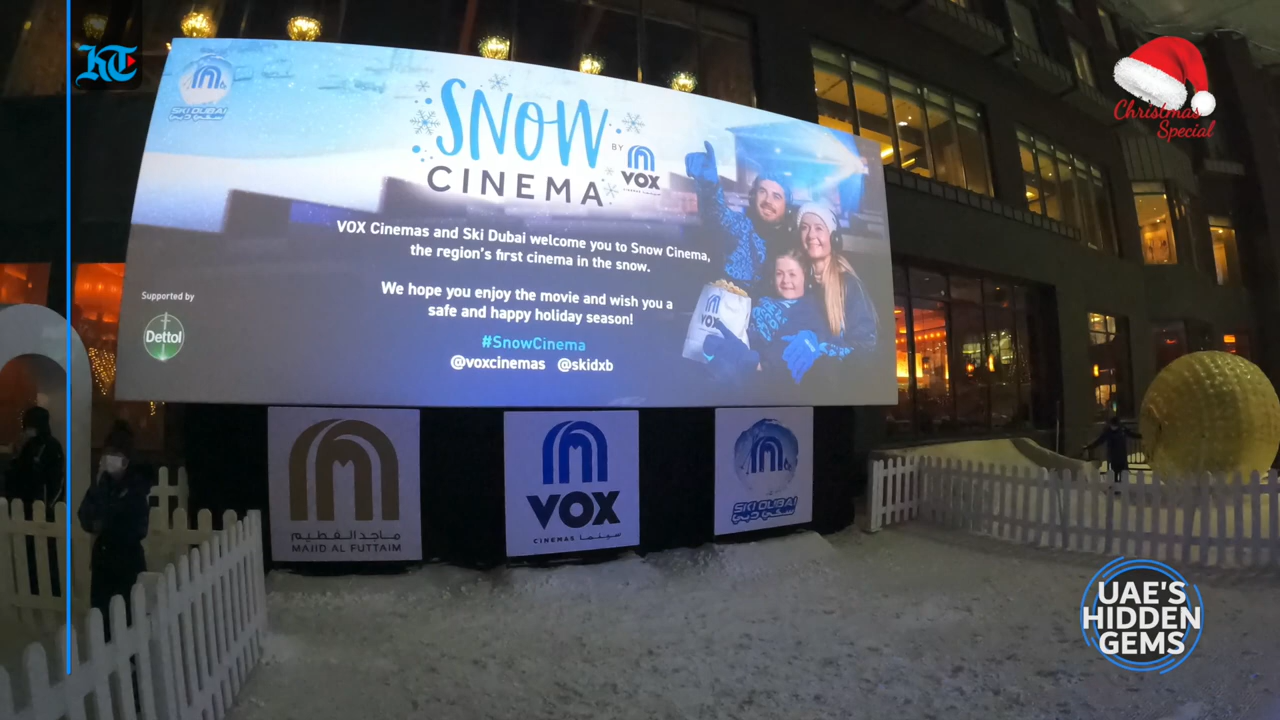 KT
SKI DUBAI
سكي دبي
SNOW
BY
VOX
CINEMA
VOX Cinemas and Ski Dubai welcome you to Snow Cinema,
the region's first cinema in the snow.
We hope you enjoy the movie and wish you a
safe and happy holiday season!
#SnowCinema
@voxcinemas @skidxb
Supported by
Dettol
VOX
Christmas
Special
ماجد الفطيم
MAJID AL FUTTAIM
VOX
CINEMAS سينما
SKI DUBAI
سكي دبي
UAE'S
HIDDEN
GEMS